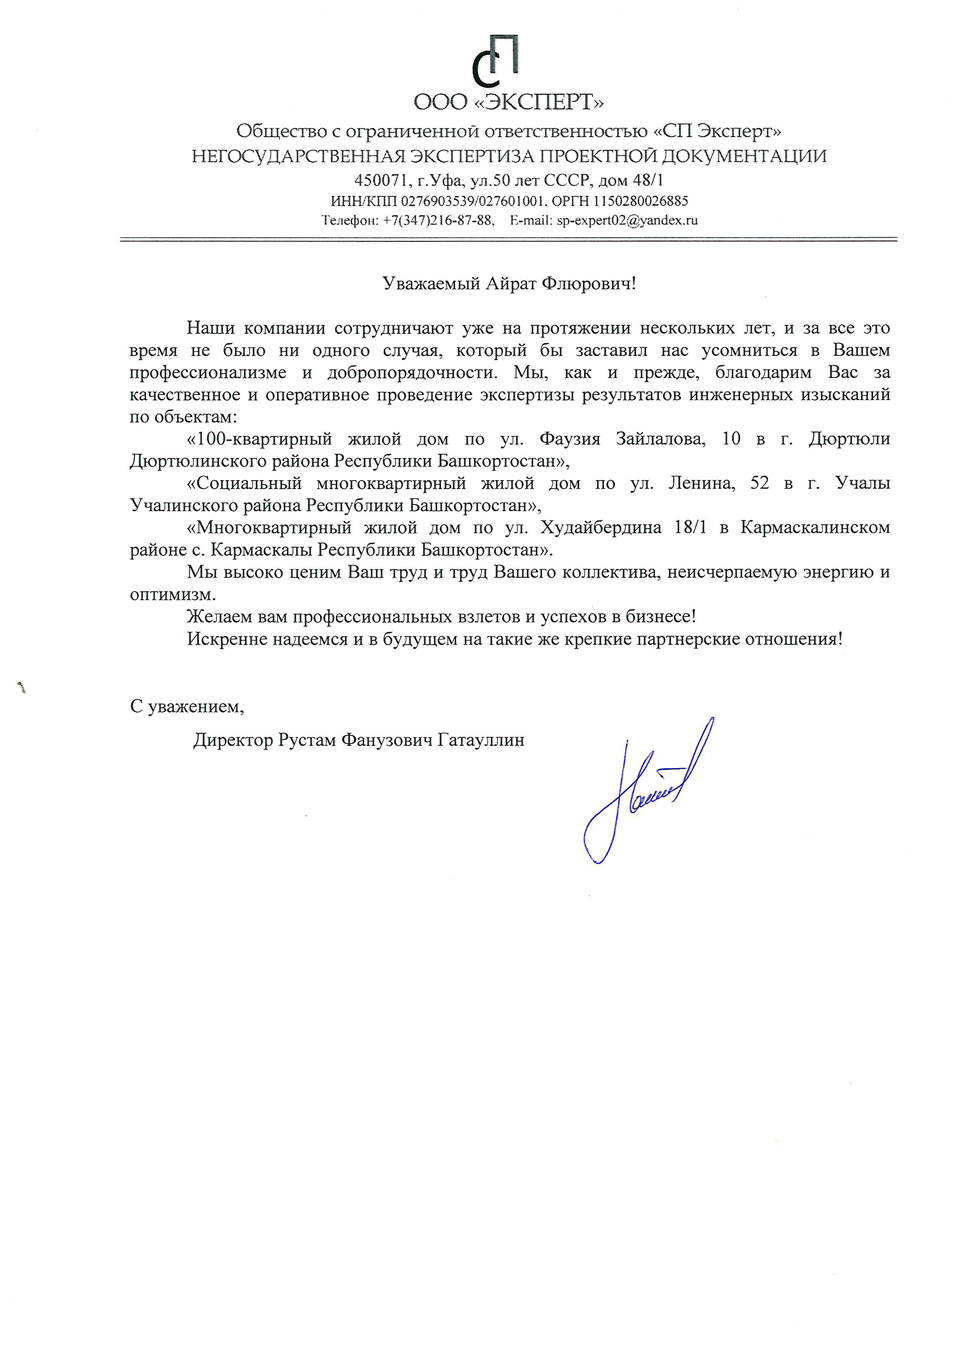 СП
ООО «ЭКСПЕРТ»
Общество с ограниченной ответственностью «СП Эксперт»
НЕГОСУДАРСТВЕННАЯ ЭКСПЕРТИЗА ПРОЕКТНОЙ ДОКУМЕНТАЦИИ
450071, г.Уфа, ул.50 лет СССР, дом 48/1
ИНН/КПП 0276903539/027601001, ОРГН 1150280026885
Телефон: +7(347)216-87-88, E-mail: sp-expert02@yandex.ru
Уважаемый Айрат Флюрович!
Наши компании сотрудничают уже на протяжении нескольких лет, и за все это
время не было ни одного случая, который бы заставил нас усомниться в Вашем
профессионализме и добропорядочности. Мы, как и прежде, благодарим Вас за
качественное и оперативное проведение экспертизы результатов инженерных изысканий
по объектам:
«100-квартирный жилой дом по ул. Фаузия Зайлалова, 10 в г. Дюртюли
Дюртюлинского района Республики Башкортостан»,
«Социальный многоквартирный жилой дом по ул. Ленина, 52 в г. Учалы
Учалинского района Республики Башкортостан»,
«Многоквартирный жилой дом по ул. Худайбердина 18/1 в Кармаскалинском
районе с. Кармаскалы Республики Башкортостан».
Мы высоко ценим Ваш труд и труд Вашего коллектива, неисчерпаемую энергию и
оптимизм.
Желаем вам профессиональных взлетов и успехов в бизнесе!
Искренне надеемся и в будущем на такие же крепкие партнерские отношения!
С уважением,
Директор Рустам Фанузович Гатауллин